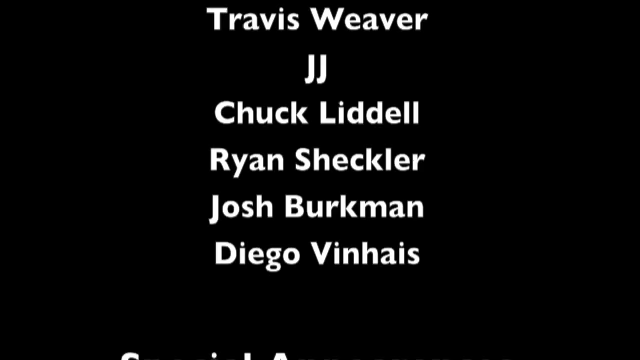 Travis Weaver
JJ
Chuck Liddell
Ryan Sheckler
Josh Burkman
Diego Vinhais